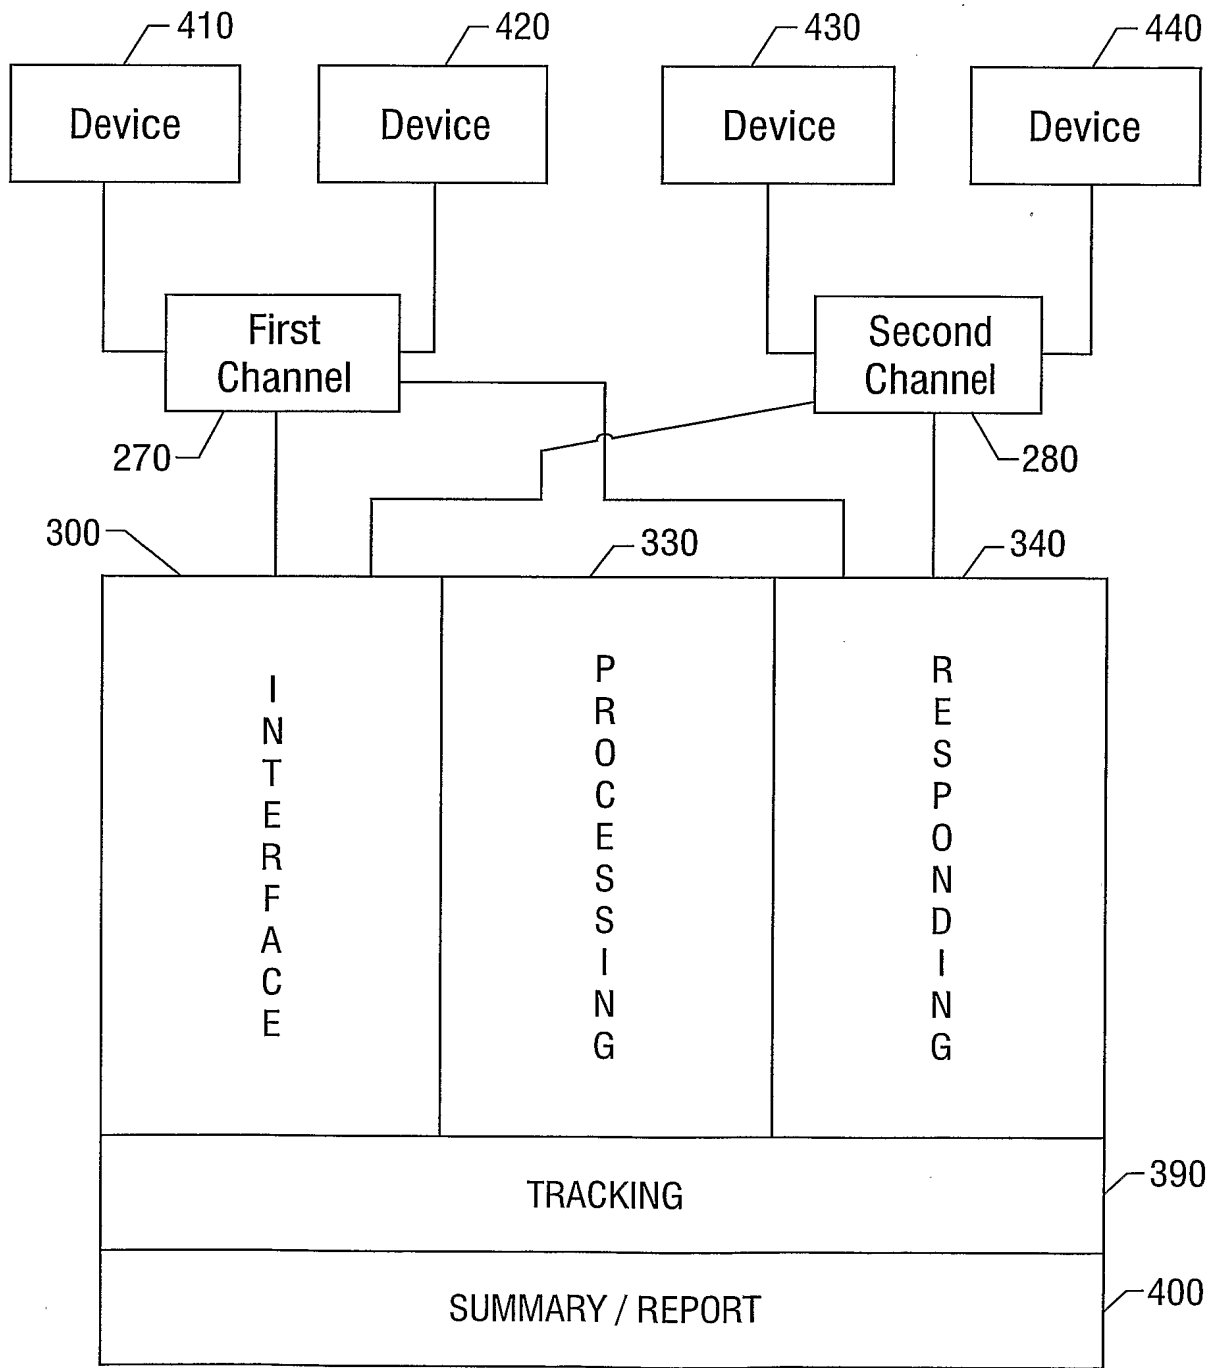 410
420
430
440
Device
Device
Device
Device
First
Channel
Second
Channel
270
280
300
330
340
INTERFACE
PROCESSING
RESPONDING
TRACKING
390
SUMMARY / REPORT
400